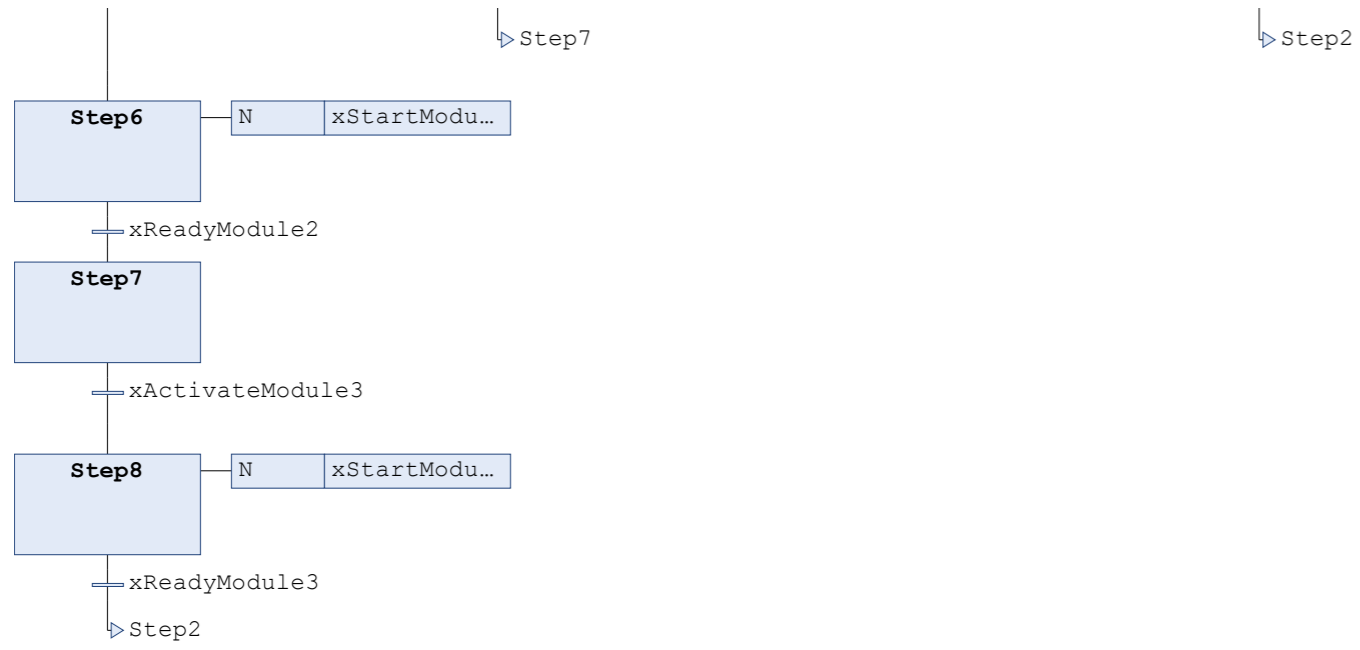 Step7
Step2
Step6 N xStartModu…
xReadyModule2
Step7
xActivateModule3
Step8 N xStartModu…
xReadyModule3
Step2